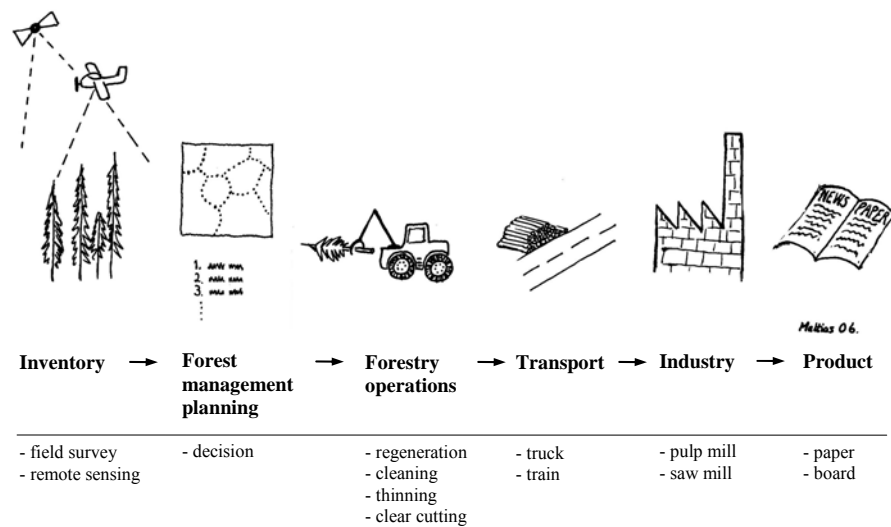 NEWS PAPER
1.
2.
3.
Mattias 06.
Inventory → Forest management planning → Forestry operations → Transport → Industry → Product
- field survey
- remote sensing
- decision
- regeneration
- cleaning
- thinning
- clear cutting
- truck
- train
- pulp mill
- saw mill
- paper
- board